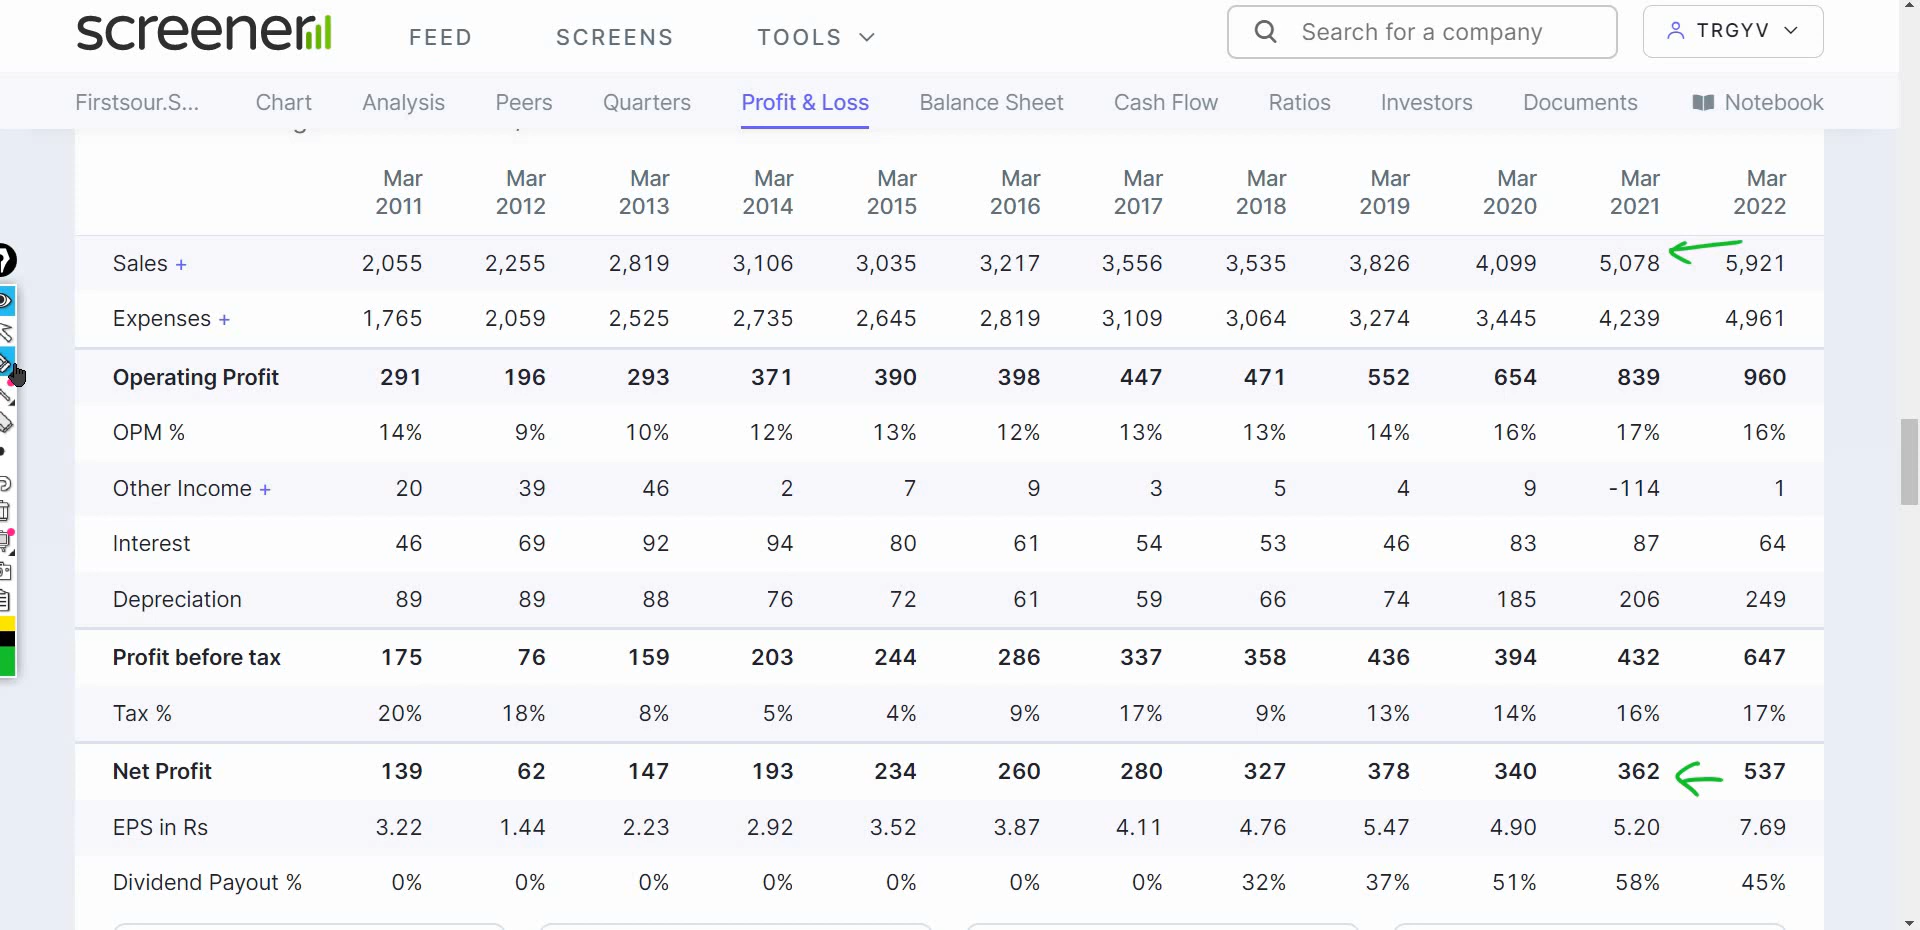 screener
FEED SCREENS TOOLS Search for a company TRGYV
Firstsour.S... Chart Analysis Peers Quarters Profit & Loss Balance Sheet Cash Flow Ratios Investors Documents Notebook
Mar 2011 Mar 2012 Mar 2013 Mar 2014 Mar 2015 Mar 2016 Mar 2017 Mar 2018 Mar 2019 Mar 2020 Mar 2021 Mar 2022
Sales + 2,055 2,255 2,819 3,106 3,035 3,217 3,556 3,535 3,826 4,099 5,078 5,921
Expenses + 1,765 2,059 2,525 2,735 2,645 2,819 3,109 3,064 3,274 3,445 4,239 4,961
Operating Profit 291 196 293 371 390 398 447 471 552 654 839 960
OPM % 14% 9% 10% 12% 13% 12% 13% 13% 14% 16% 17% 16%
Other Income + 20 39 46 2 7 9 3 5 4 9 -114 1
Interest 46 69 92 94 80 61 54 53 46 83 87 64
Depreciation 89 89 88 76 72 61 59 66 74 185 206 249
Profit before tax 175 76 159 203 244 286 337 358 436 394 432 647
Tax % 20% 18% 8% 5% 4% 9% 17% 9% 13% 14% 16% 17%
Net Profit 139 62 147 193 234 260 280 327 378 340 362 537
EPS in Rs 3.22 1.44 2.23 2.92 3.52 3.87 4.11 4.76 5.47 4.90 5.20 7.69
Dividend Payout % 0% 0% 0% 0% 0% 0% 0% 32% 37% 51% 58% 45%